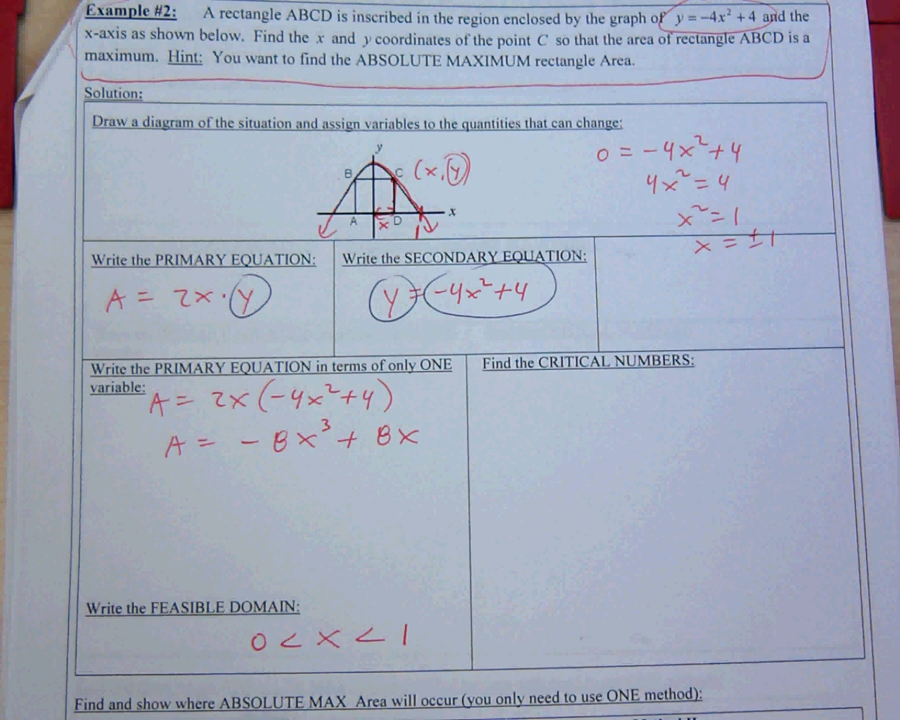 Example #2: A rectangle ABCD is inscribed in the region enclosed by the graph of y = −4x² + 4 and the
x-axis as shown below. Find the x and y coordinates of the point C so that the area of rectangle ABCD is a
maximum. Hint: You want to find the ABSOLUTE MAXIMUM rectangle Area.
Solution:
Draw a diagram of the situation and assign variables to the quantities that can change:
y
B C (x, y)
A x D 1 x
0 = −4x² + 4
4x² = 4
x² = 1
x = ±1
Write the PRIMARY EQUATION:
A = 2x · y
Write the SECONDARY EQUATION:
y = −4x² + 4
Write the PRIMARY EQUATION in terms of only ONE
variable:
A = 2x(−4x² + 4)
A = −8x³ + 8x
Write the FEASIBLE DOMAIN:
0 < x < 1
Find the CRITICAL NUMBERS:
Find and show where ABSOLUTE MAX Area will occur (you only need to use ONE method):